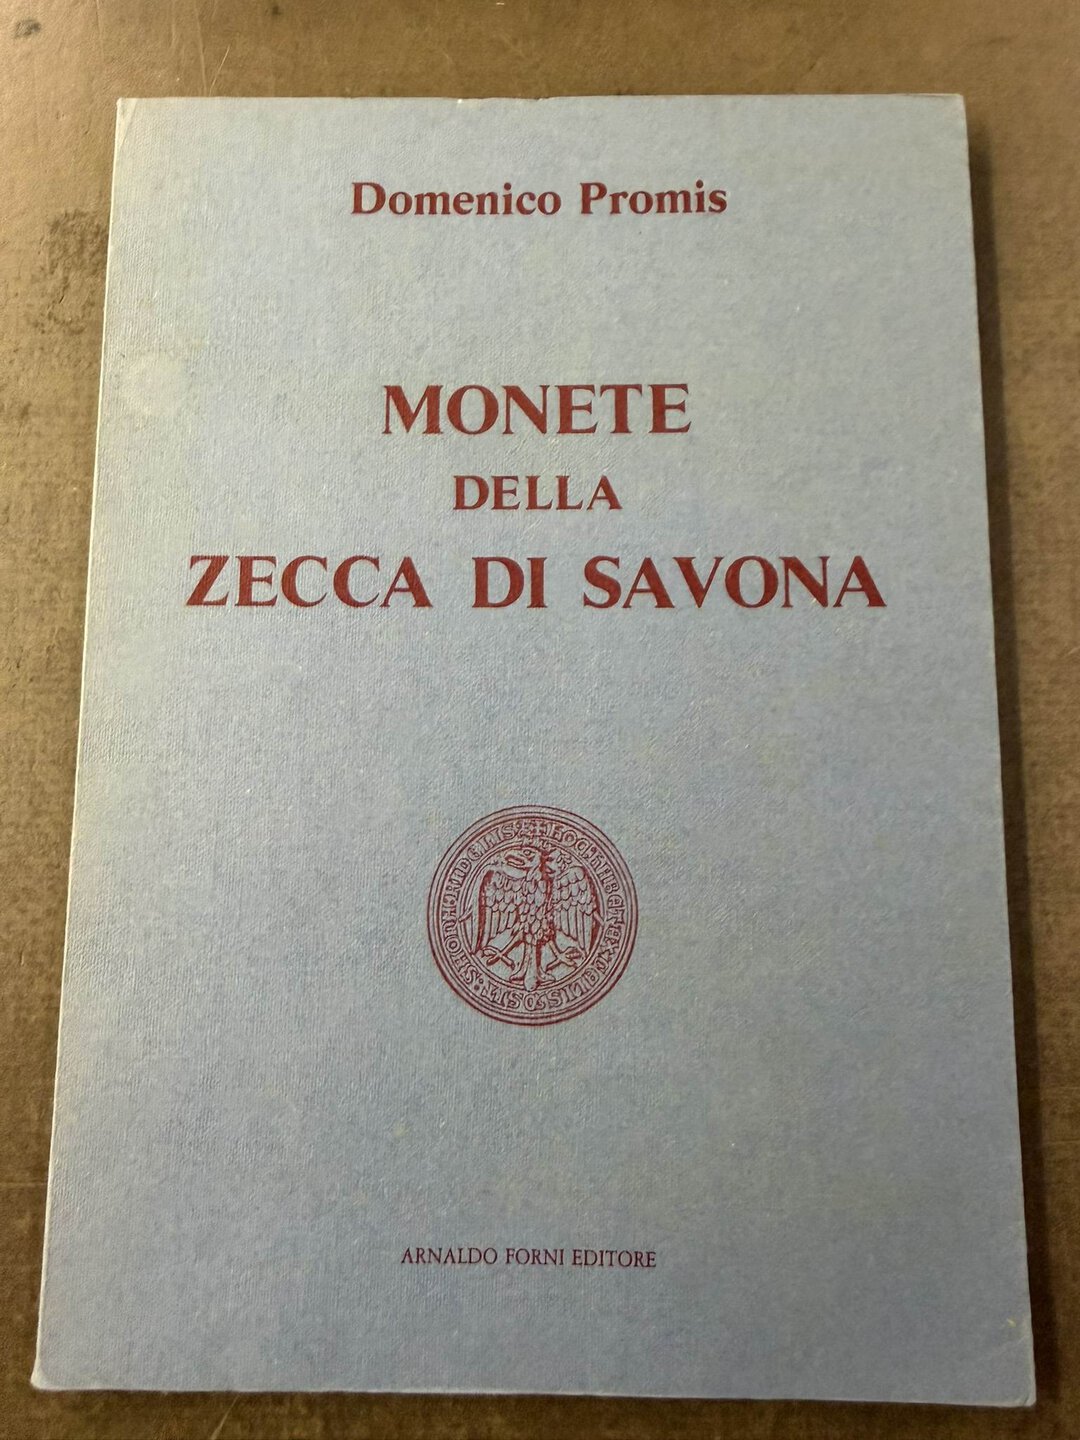 Domenico Promis
MONETE
DELLA
ZECCA DI SAVONA
ARNALDO FORNI EDITORE